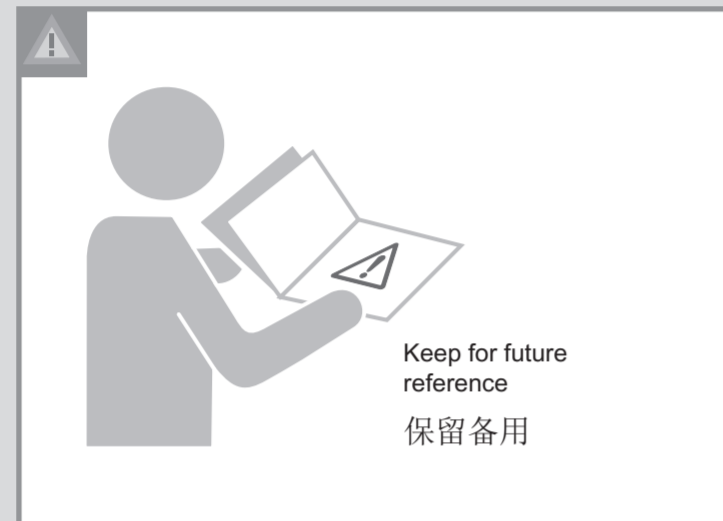 Keep for future
reference
保留备用